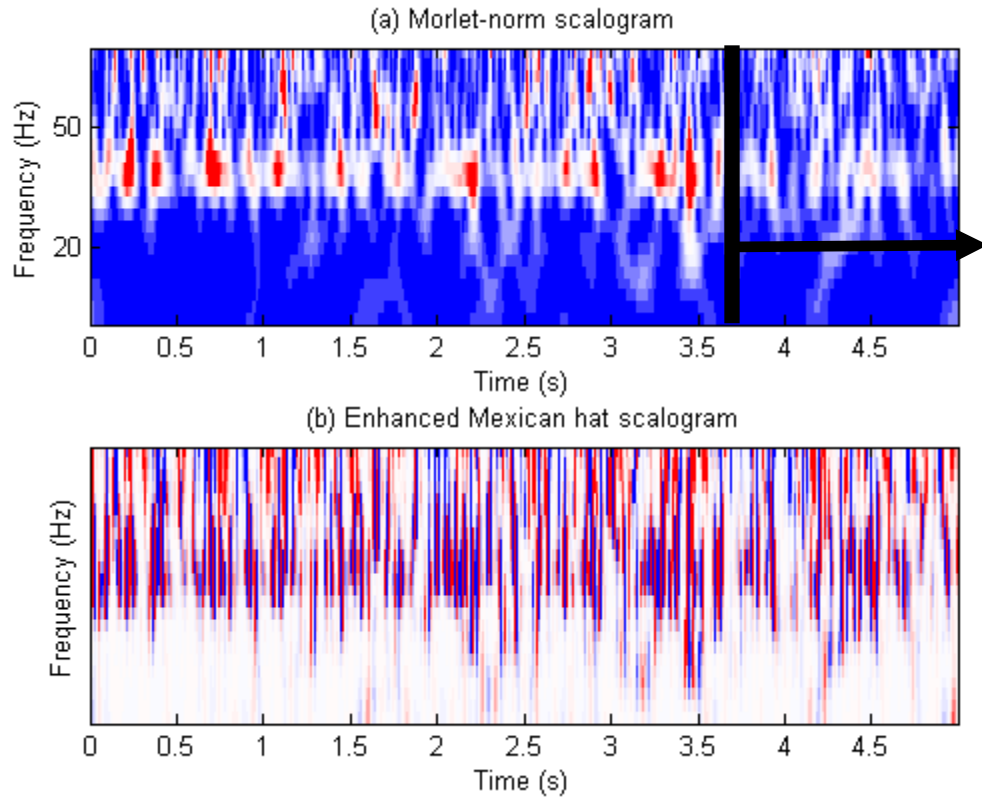 (a) Morlet-norm scalogram
Frequency (Hz)
50
20
0 0.5 1 1.5 2 2.5 3 3.5 4 4.5
Time (s)
(b) Enhanced Mexican hat scalogram
Frequency (Hz)
0 0.5 1 1.5 2 2.5 3 3.5 4 4.5
Time (s)